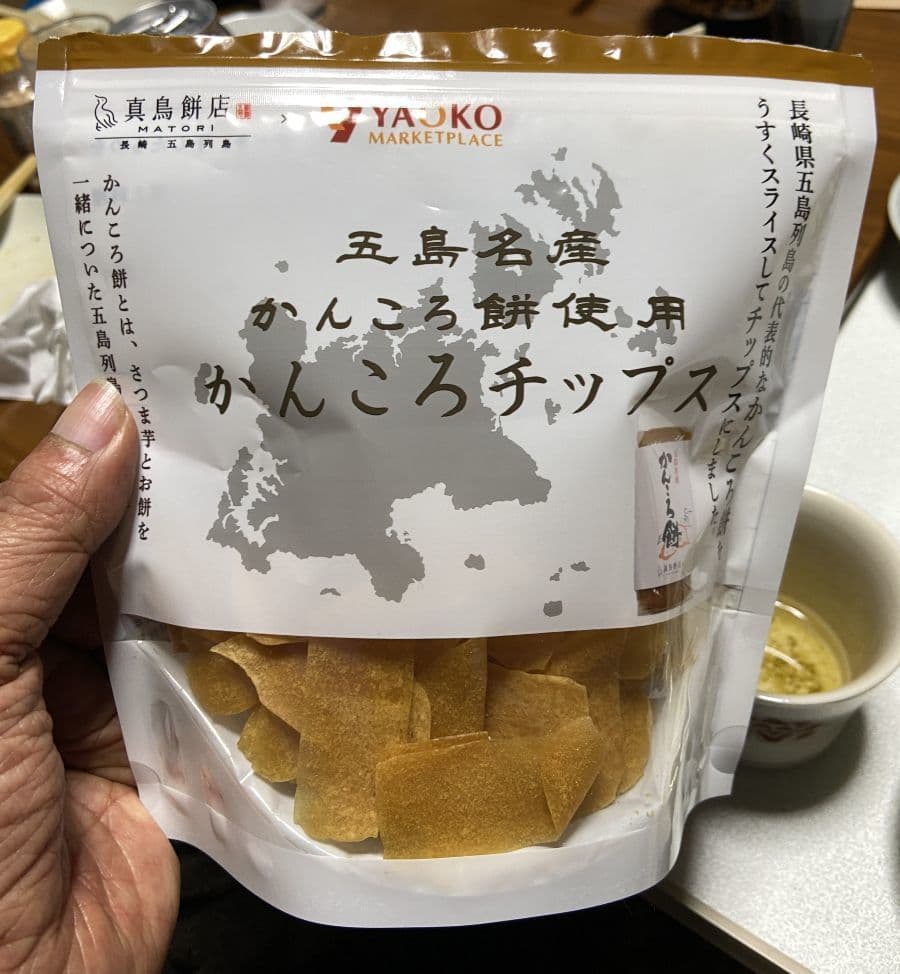 真鳥餅店
MATORI
長崎 五島列島
YAOKO
MARKETPLACE
長崎県五島列島の代表的なかんころ餅を
うすくスライスしてチップスにしました
五島名産
かんころ餅使用
かんころチップス
かんころ餅とは、さつま芋とお餅を
一緒についた五島列島
かんころ餅